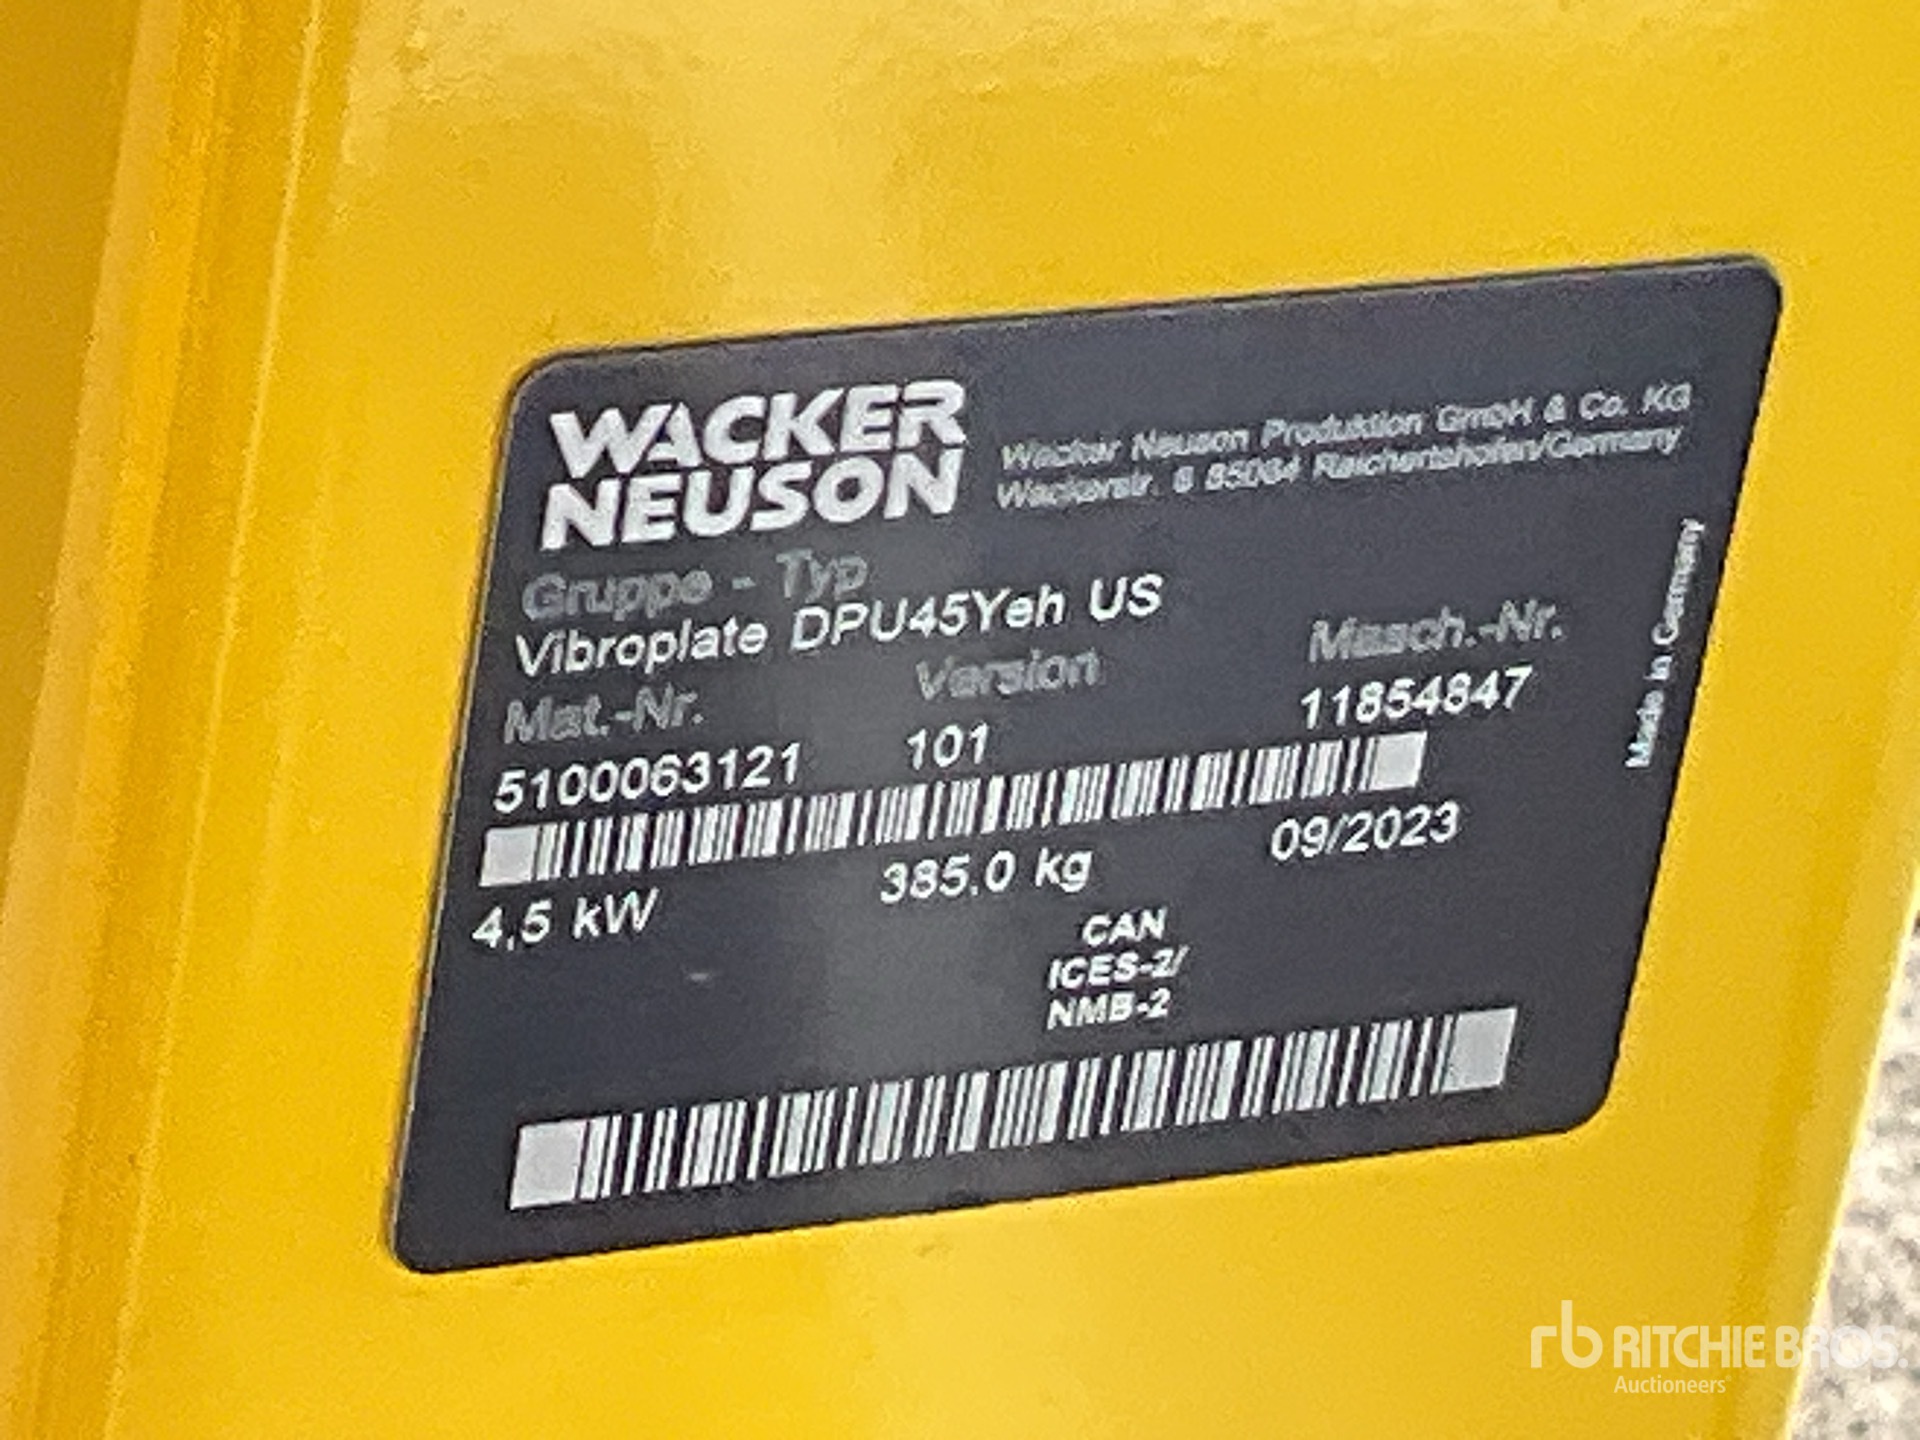 WACKER
NEUSON
Wacker Neuson Produktion GmbH & Co. KG
Wackerstr. 6 85084 Reichertshofen/Germany
Gruppe - Typ
Vibroplate DPU45Yeh US
Mat.-Nr. Version Masch.-Nr.
5100063121 101 11854847
4,5 kW 385,0 kg 09/2023
CAN
ICES-2/
NMB-2
Made in Germany
rb RITCHIE BROS.
Auctioneers